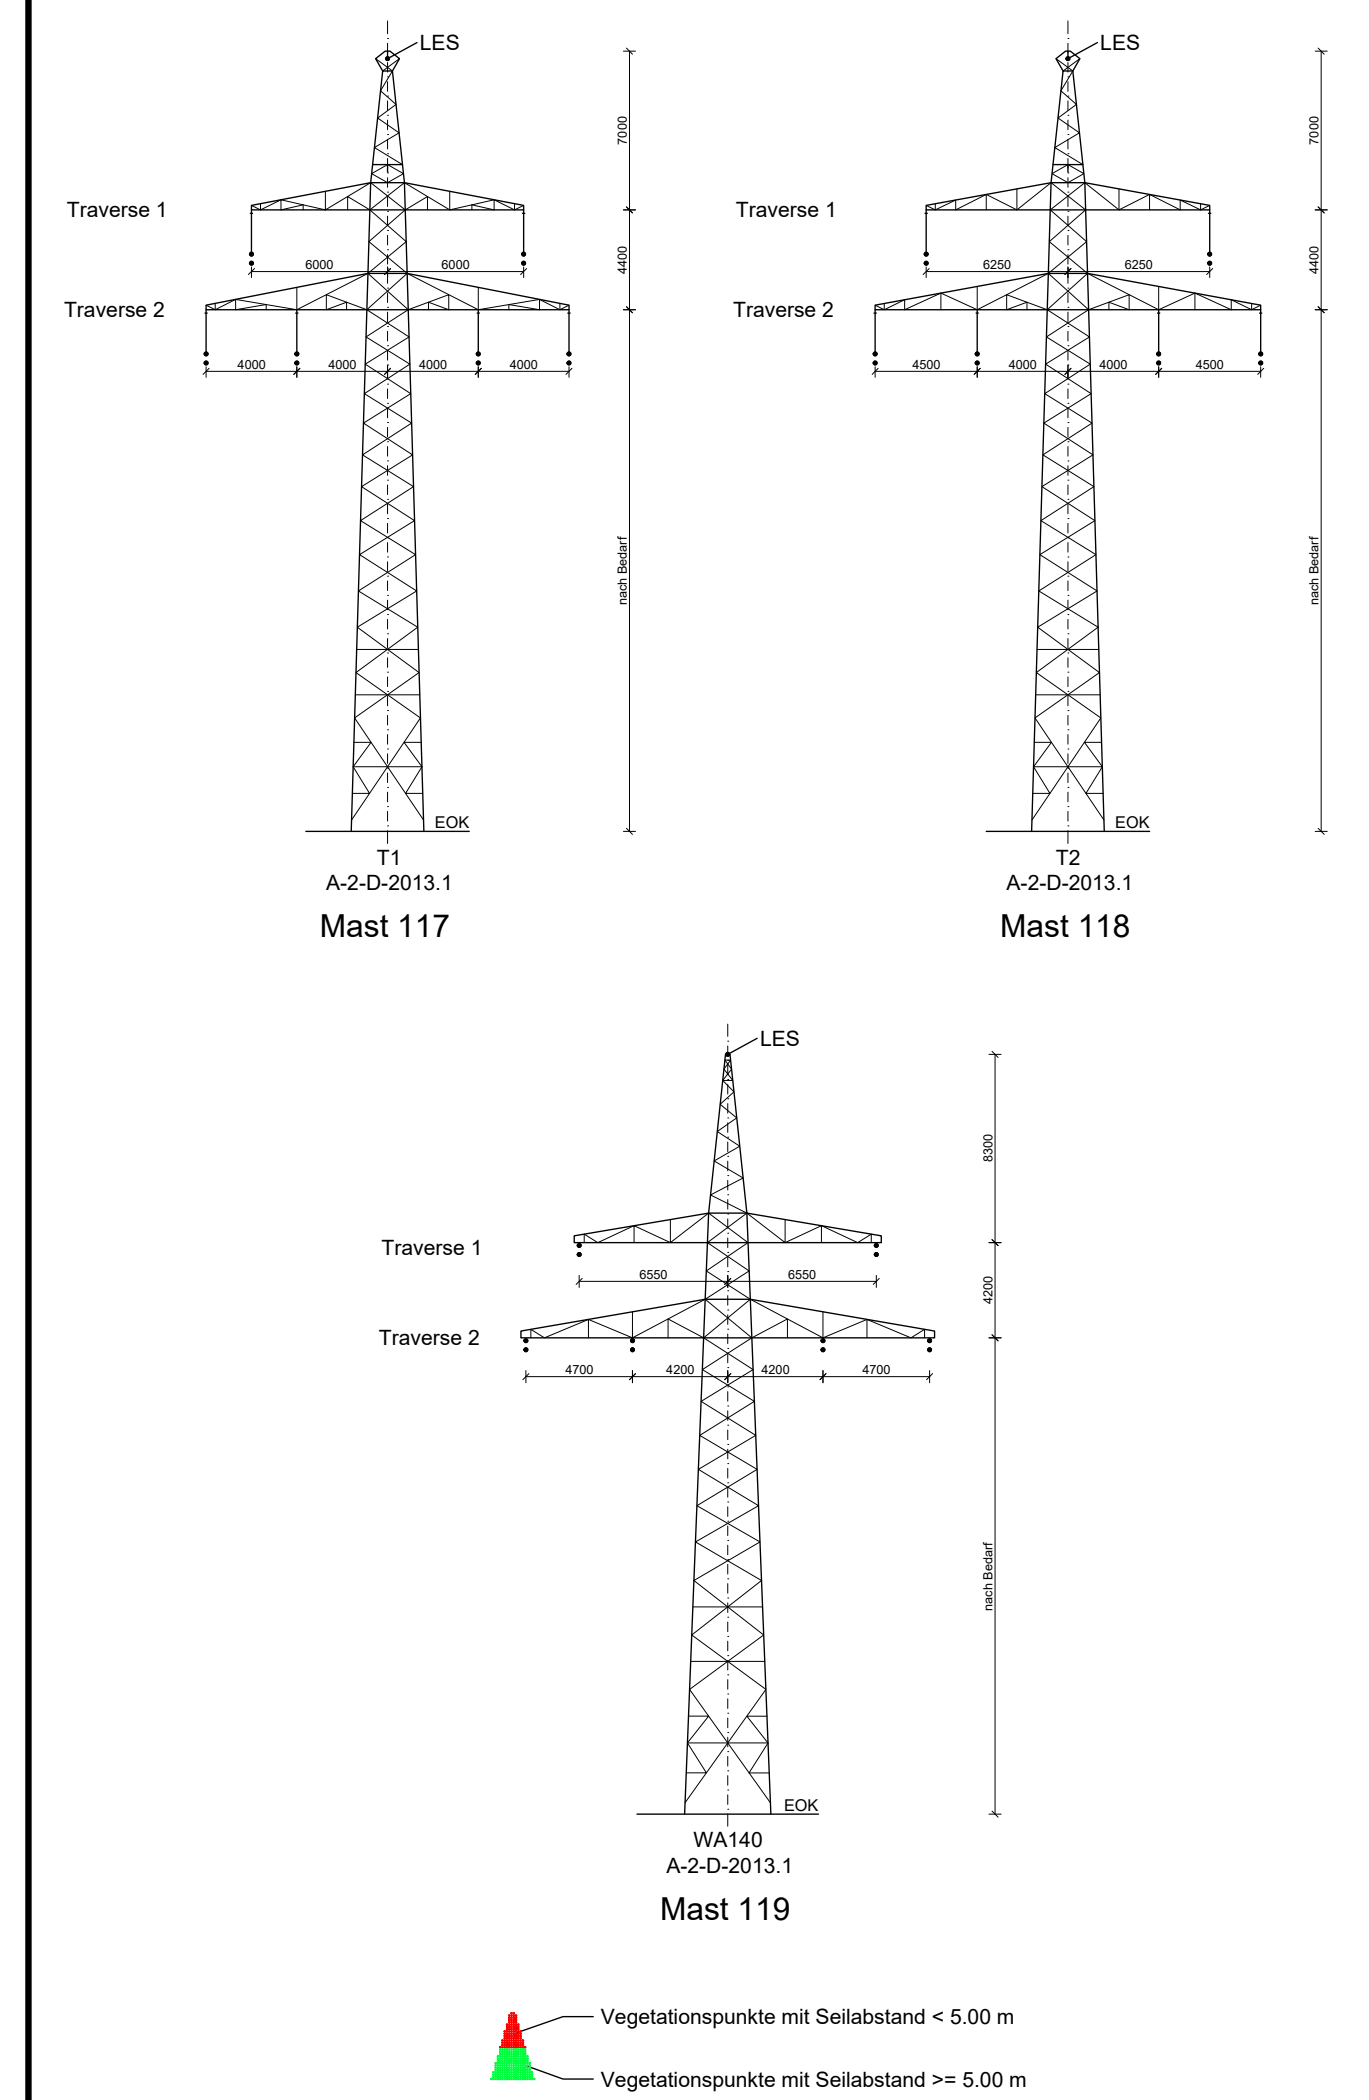 LES
7000
Traverse 1
4400
6000 6000
Traverse 2
4000 4000 4000 4000
nach Bedarf
EOK
T1
A-2-D-2013.1
Mast 117
LES
7000
Traverse 1
4400
6250 6250
Traverse 2
4500 4000 4000 4500
nach Bedarf
EOK
T2
A-2-D-2013.1
Mast 118
LES
8300
Traverse 1
6550 6550
4200
Traverse 2
4700 4200 4200 4700
nach Bedarf
EOK
WA140
A-2-D-2013.1
Mast 119
Vegetationspunkte mit Seilabstand < 5.00 m
Vegetationspunkte mit Seilabstand >= 5.00 m